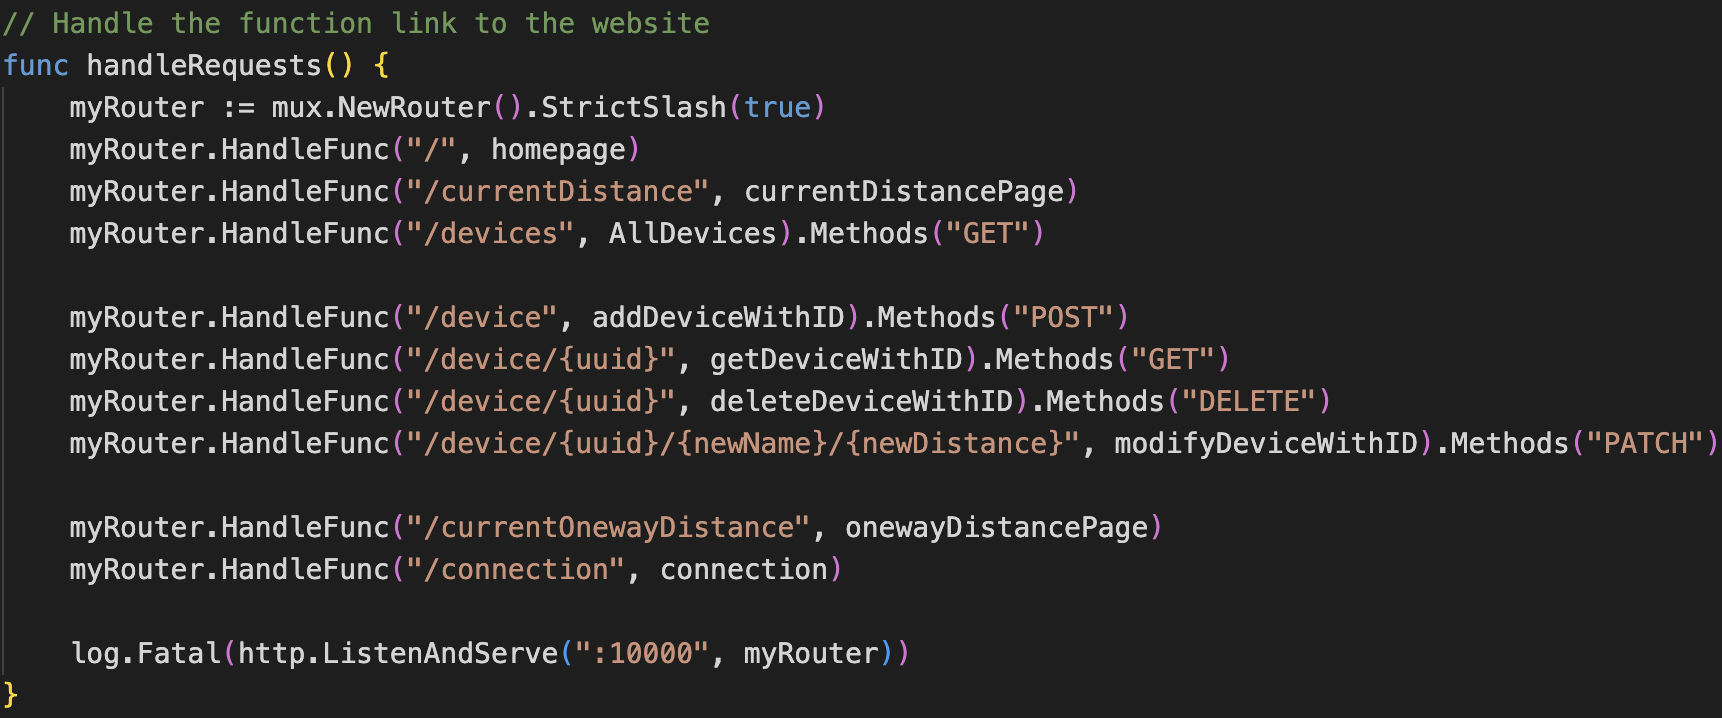 // Handle the function link to the website
func handleRequests() {
    myRouter := mux.NewRouter().StrictSlash(true)
    myRouter.HandleFunc("/", homepage)
    myRouter.HandleFunc("/currentDistance", currentDistancePage)
    myRouter.HandleFunc("/devices", AllDevices).Methods("GET")

    myRouter.HandleFunc("/device", addDeviceWithID).Methods("POST")
    myRouter.HandleFunc("/device/{uuid}", getDeviceWithID).Methods("GET")
    myRouter.HandleFunc("/device/{uuid}", deleteDeviceWithID).Methods("DELETE")
    myRouter.HandleFunc("/device/{uuid}/{newName}/{newDistance}", modifyDeviceWithID).Methods("PATCH")

    myRouter.HandleFunc("/currentOnewayDistance", onewayDistancePage)
    myRouter.HandleFunc("/connection", connection)

    log.Fatal(http.ListenAndServe(":10000", myRouter))
}